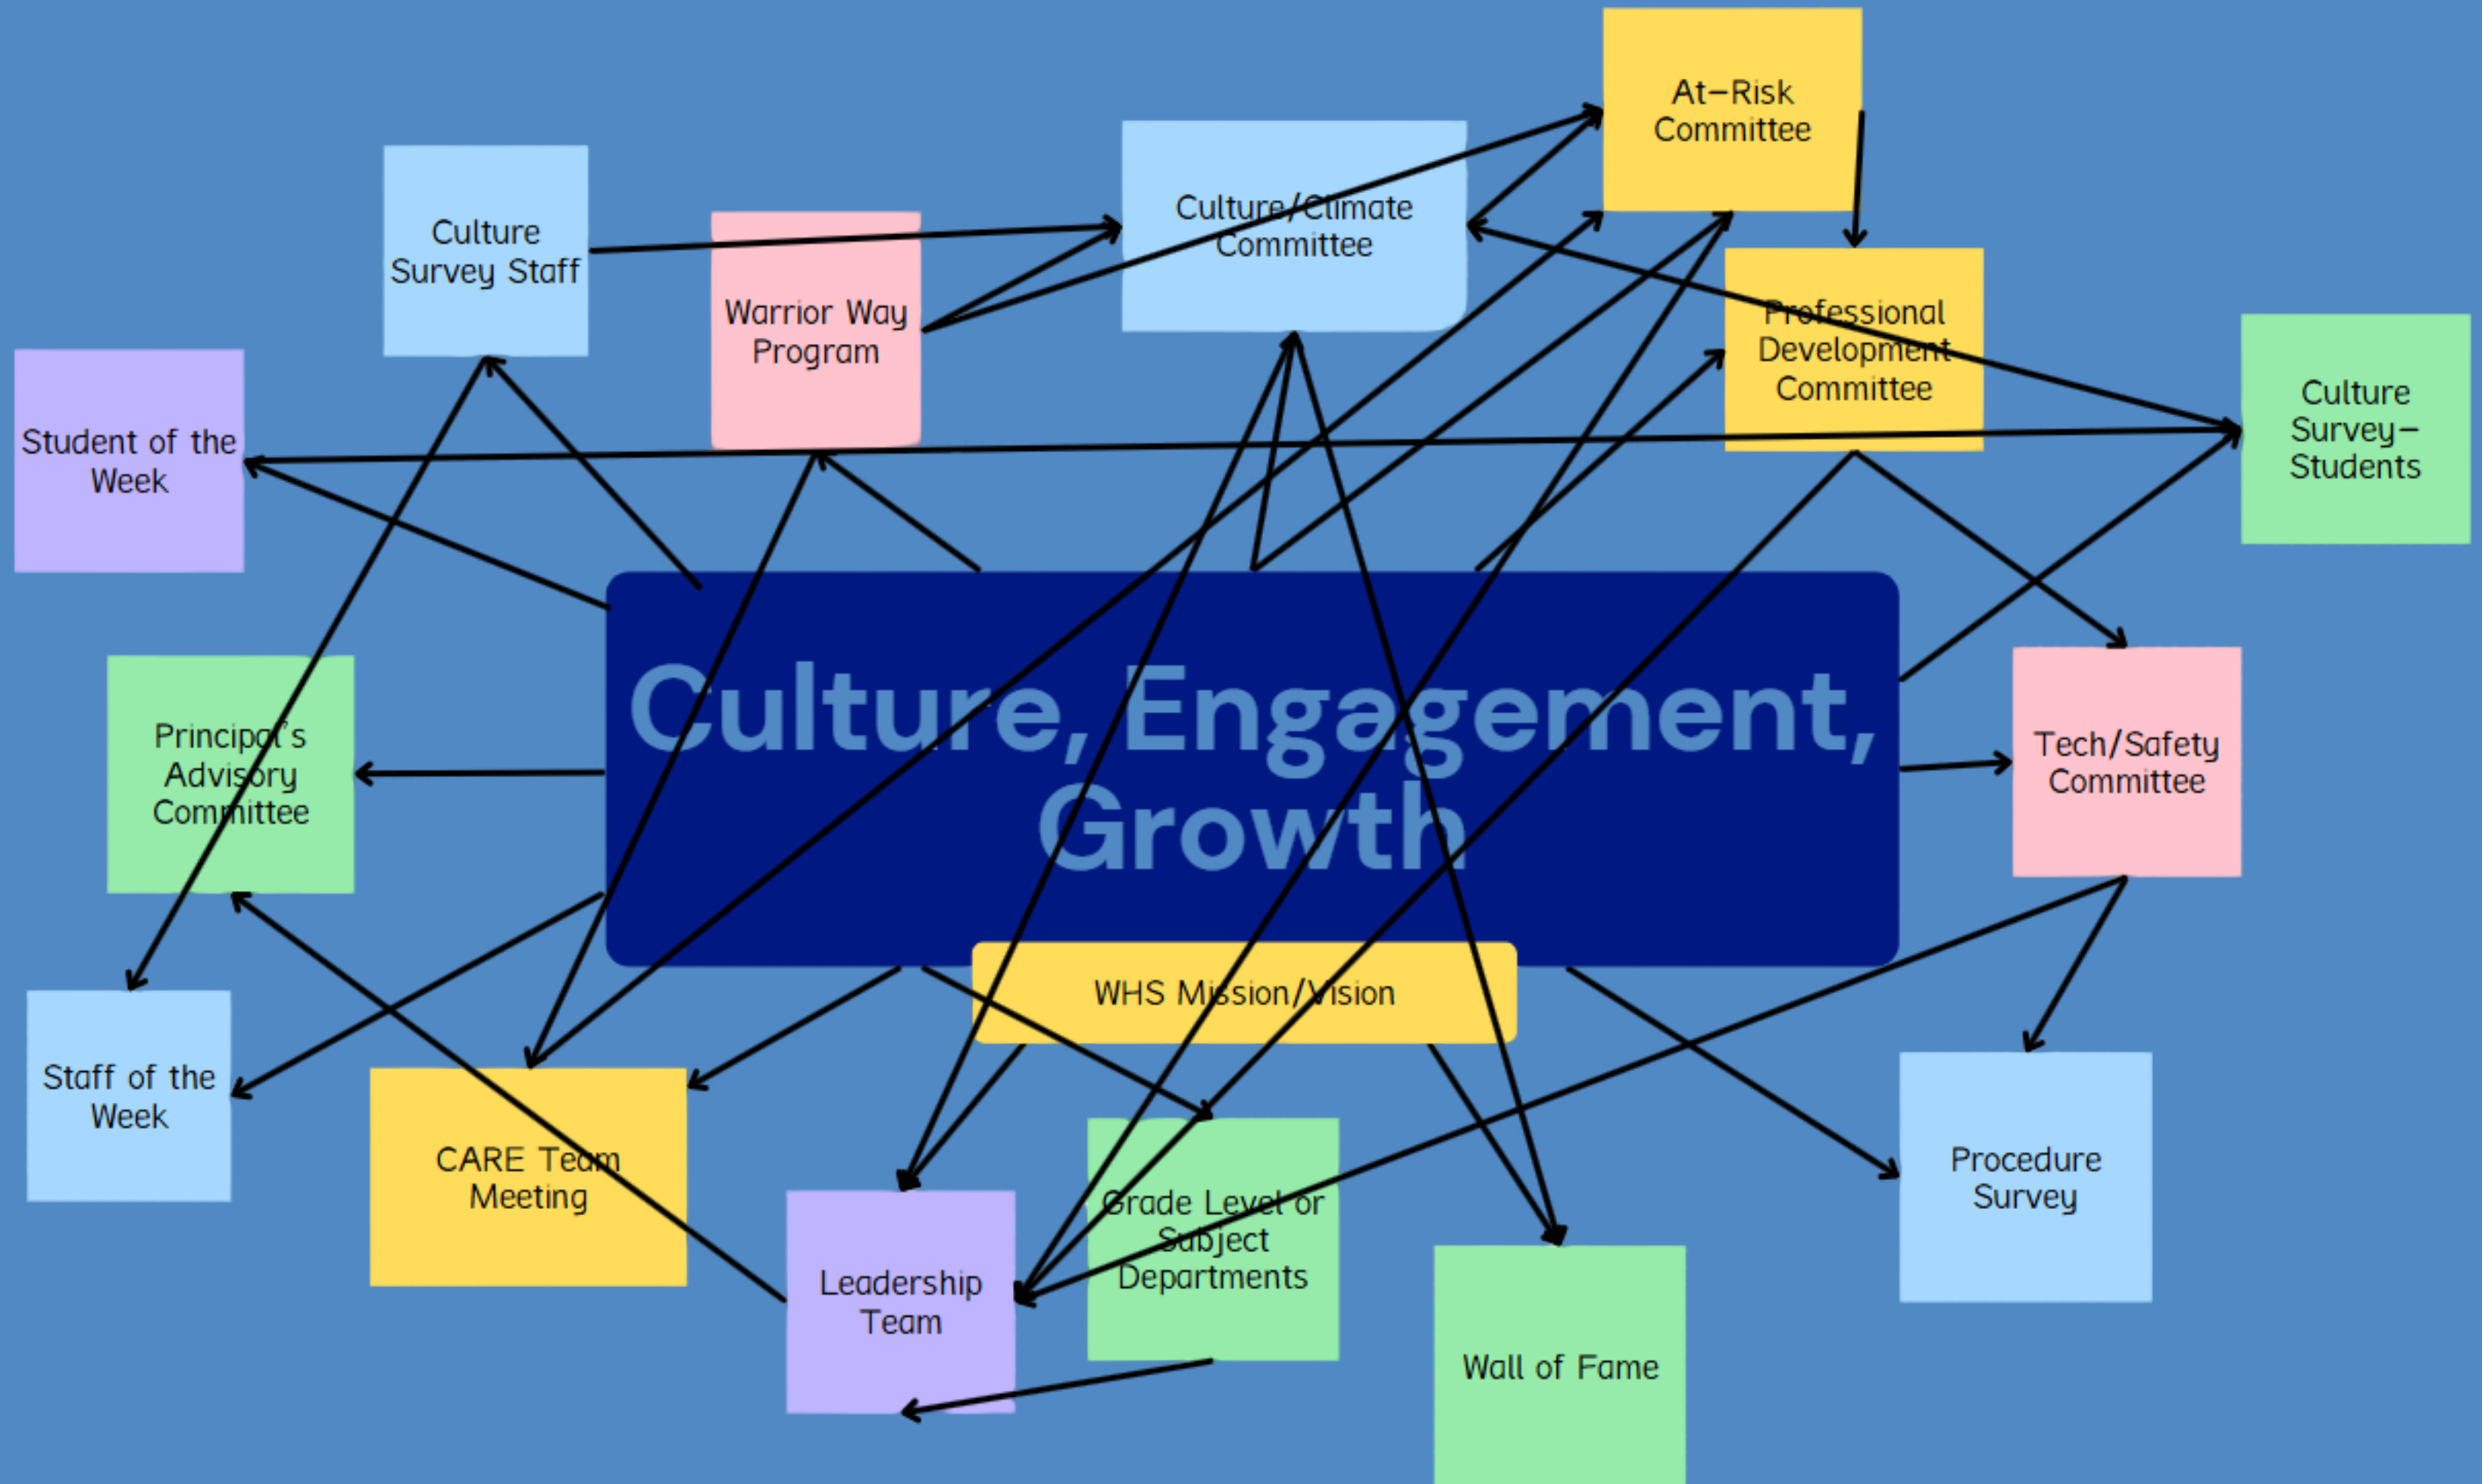 At-Risk
Committee
Culture/Climate
Committee
Culture
Survey Staff
Warrior Way
Program
Professional
Development
Committee
Culture
Survey-
Students
Student of the
Week
Culture, Engagement,
Growth
Principal's
Advisory
Committee
Tech/Safety
Committee
WHS Mission/Vision
Staff of the
Week
CARE Team
Meeting
Leadership
Team
Grade Level or
Subject
Departments
Wall of Fame
Procedure
Survey